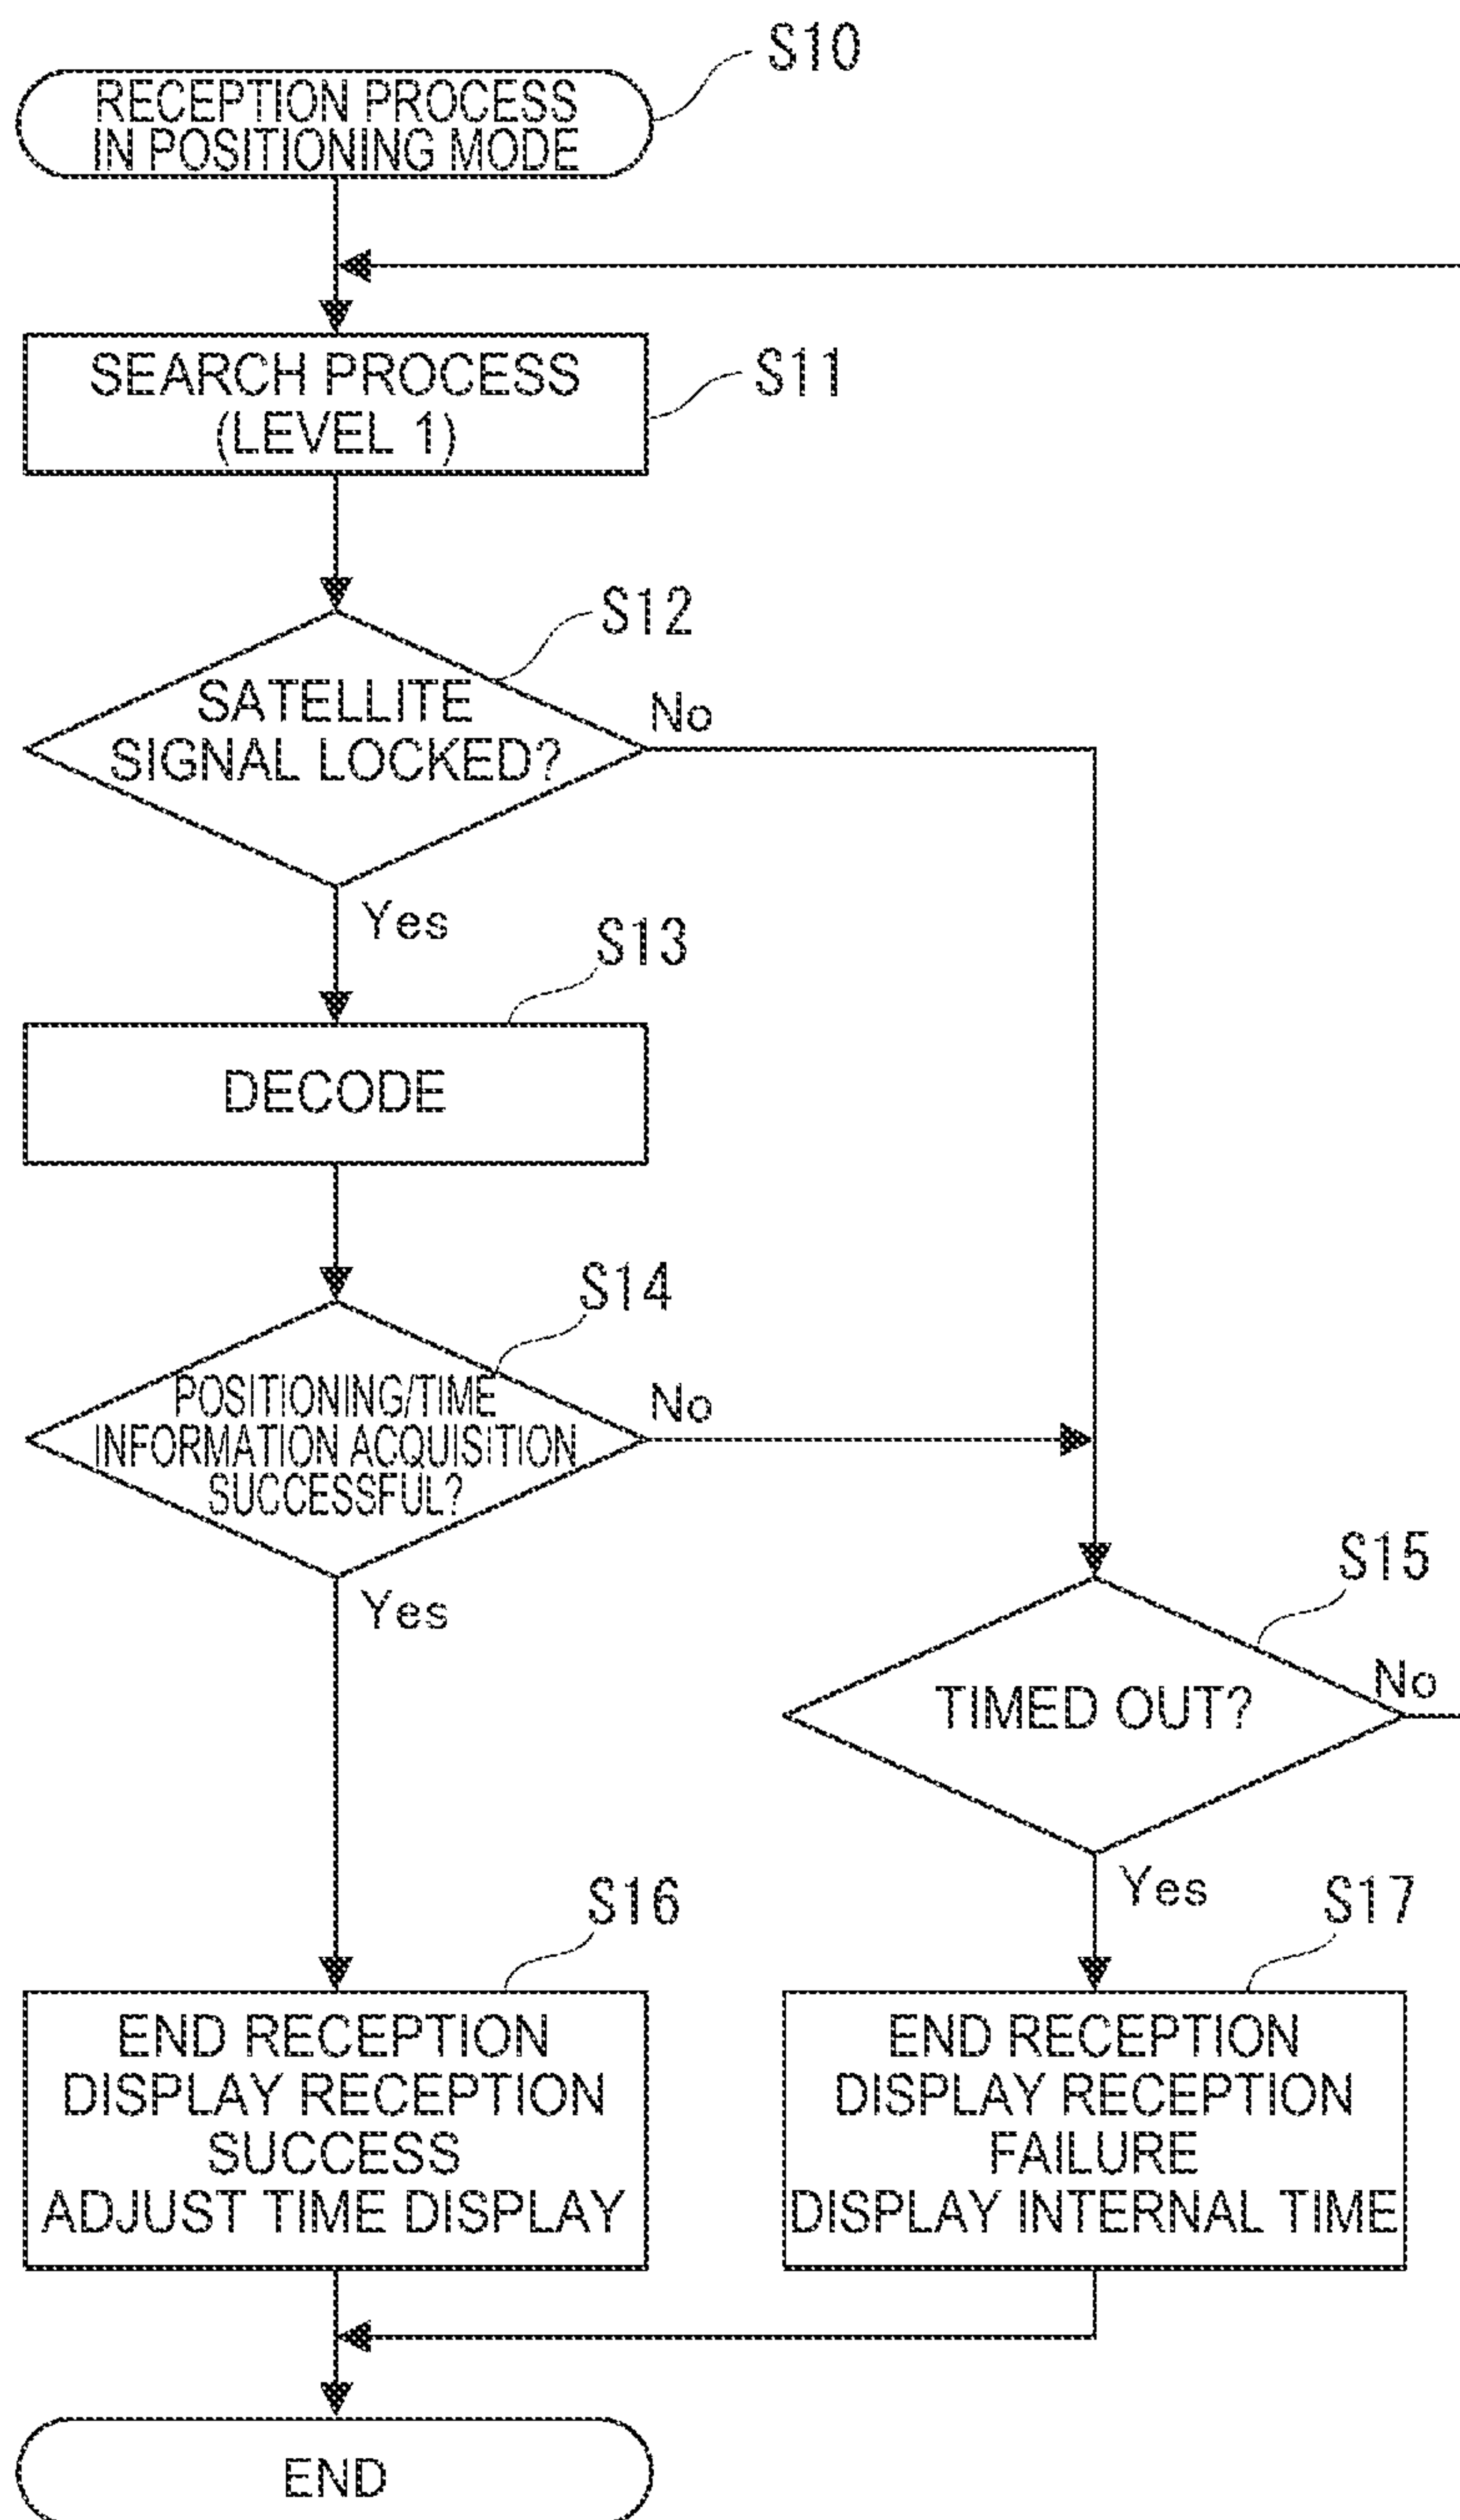 S10
RECEPTION PROCESS
IN POSITIONING MODE
S11
SEARCH PROCESS
(LEVEL 1)
S12
SATELLITE
SIGNAL LOCKED?
No
Yes
S13
DECODE
S14
POSITIONING/TIME
INFORMATION ACQUISITION
SUCCESSFUL?
No
Yes
S15
TIMED OUT?
No
Yes
S16
END RECEPTION
DISPLAY RECEPTION
SUCCESS
ADJUST TIME DISPLAY
S17
END RECEPTION
DISPLAY RECEPTION
FAILURE
DISPLAY INTERNAL TIME
END